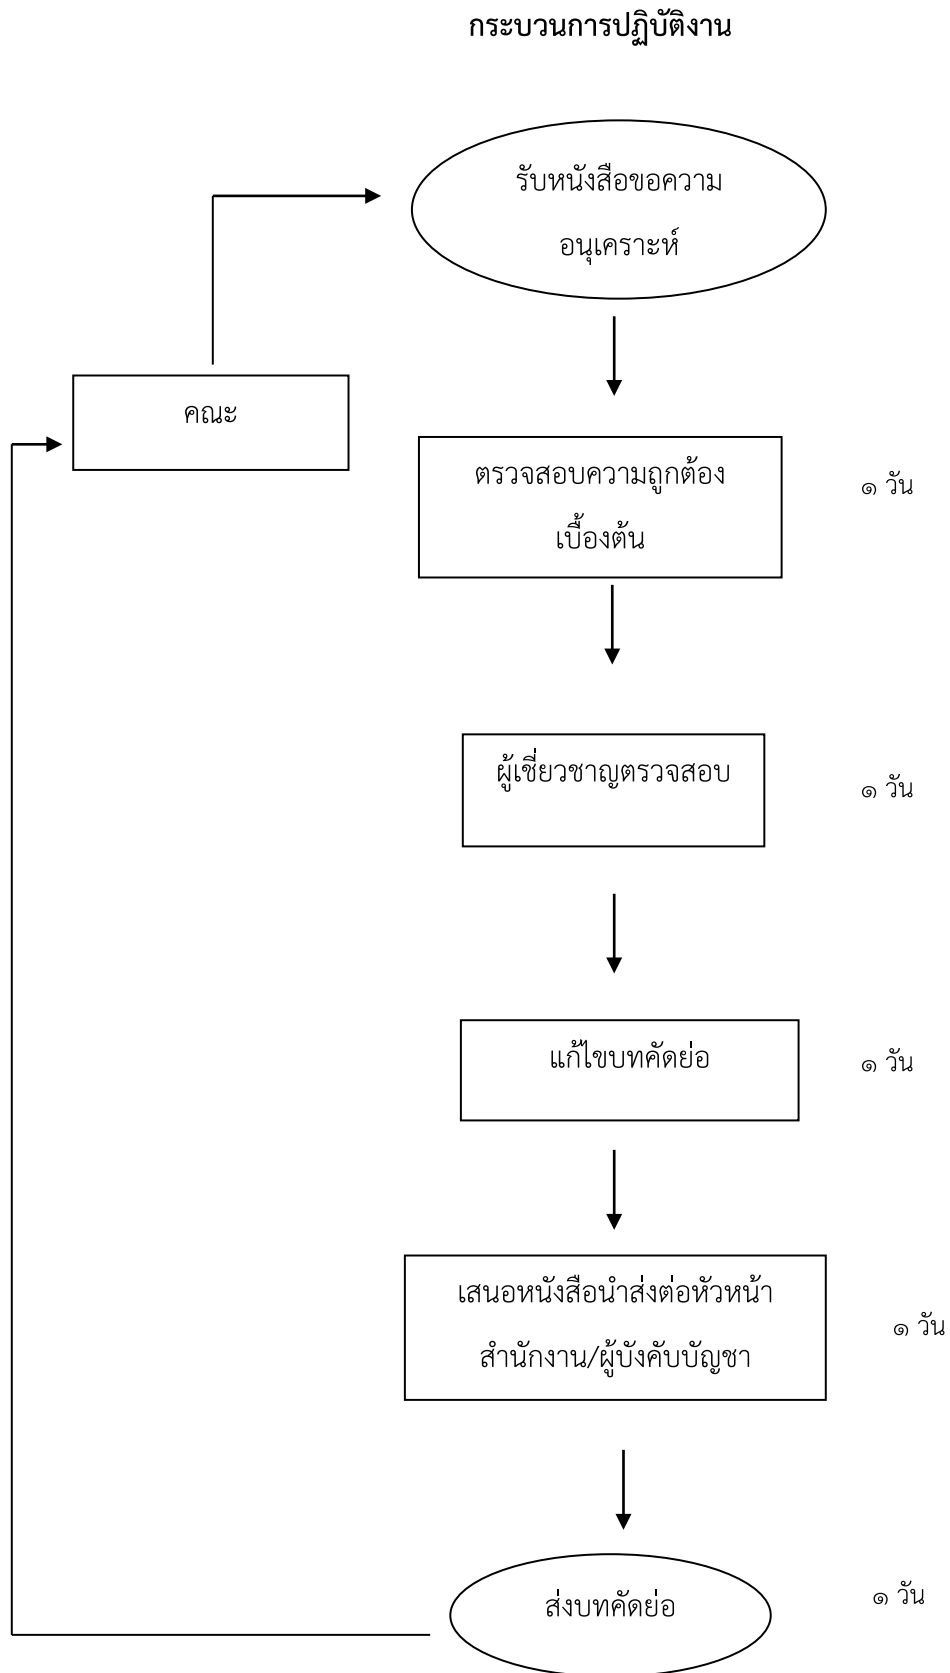 กระบวนการปฏิบัติงาน
รับหนังสือขอความ
อนุเคราะห์
คณะ
ตรวจสอบความถูกต้อง
เบื้องต้น
๑ วัน
ผู้เชี่ยวชาญตรวจสอบ
๑ วัน
แก้ไขบทคัดย่อ
๑ วัน
เสนอหนังสือนำส่งต่อหัวหน้า
สำนักงาน/ผู้บังคับบัญชา
๑ วัน
ส่งบทคัดย่อ
๑ วัน